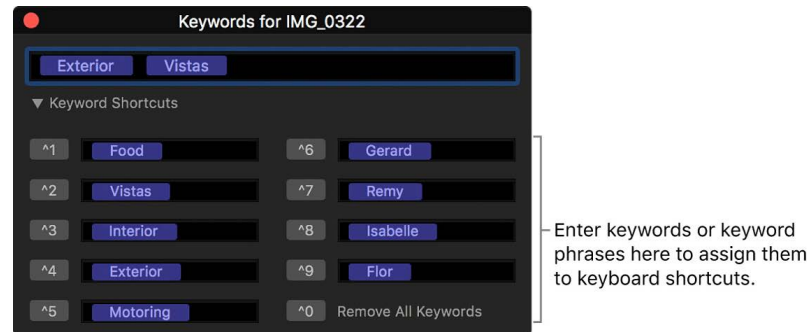 Keywords for IMG_0322
Exterior Vistas
▼ Keyword Shortcuts
^1 Food ^6 Gerard
^2 Vistas ^7 Remy
^3 Interior ^8 Isabelle
^4 Exterior ^9 Flor
^5 Motoring ^0 Remove All Keywords
Enter keywords or keyword
phrases here to assign them
to keyboard shortcuts.